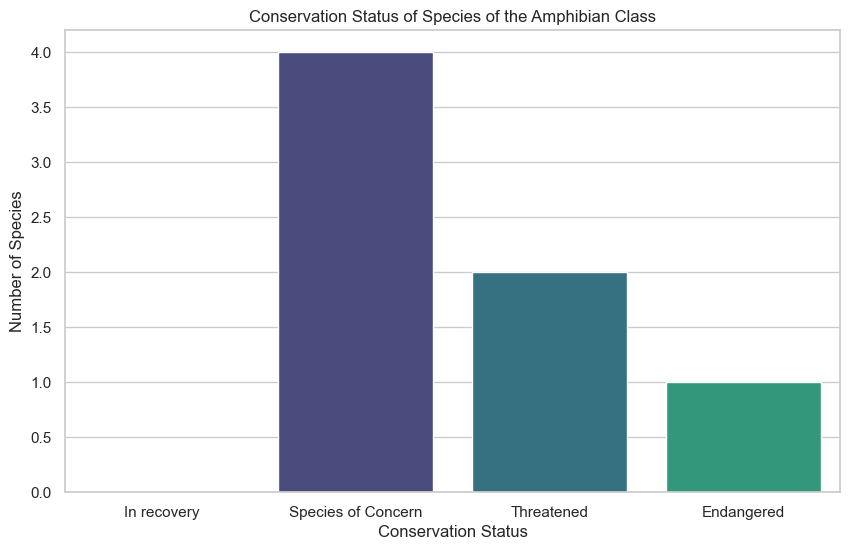 Conservation Status of Species of the Amphibian Class
Number of Species
4.0
3.5
3.0
2.5
2.0
1.5
1.0
0.5
0.0
In recovery
Species of Concern
Threatened
Endangered
Conservation Status